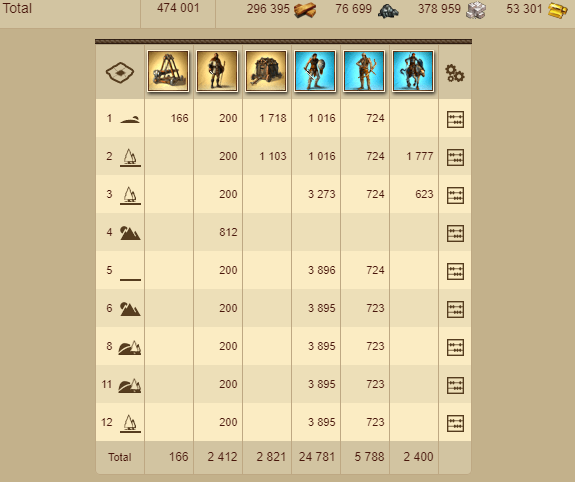 Total 474 001 296 395 76 699 378 959 53 301
1 166 200 1 718 1 016 724
2 200 1 103 1 016 724 1 777
3 200 3 273 724 623
4 812
5 200 3 896 724
6 200 3 895 723
8 200 3 895 723
11 200 3 895 723
12 200 3 895 723
Total 166 2 412 2 821 24 781 5 788 2 400